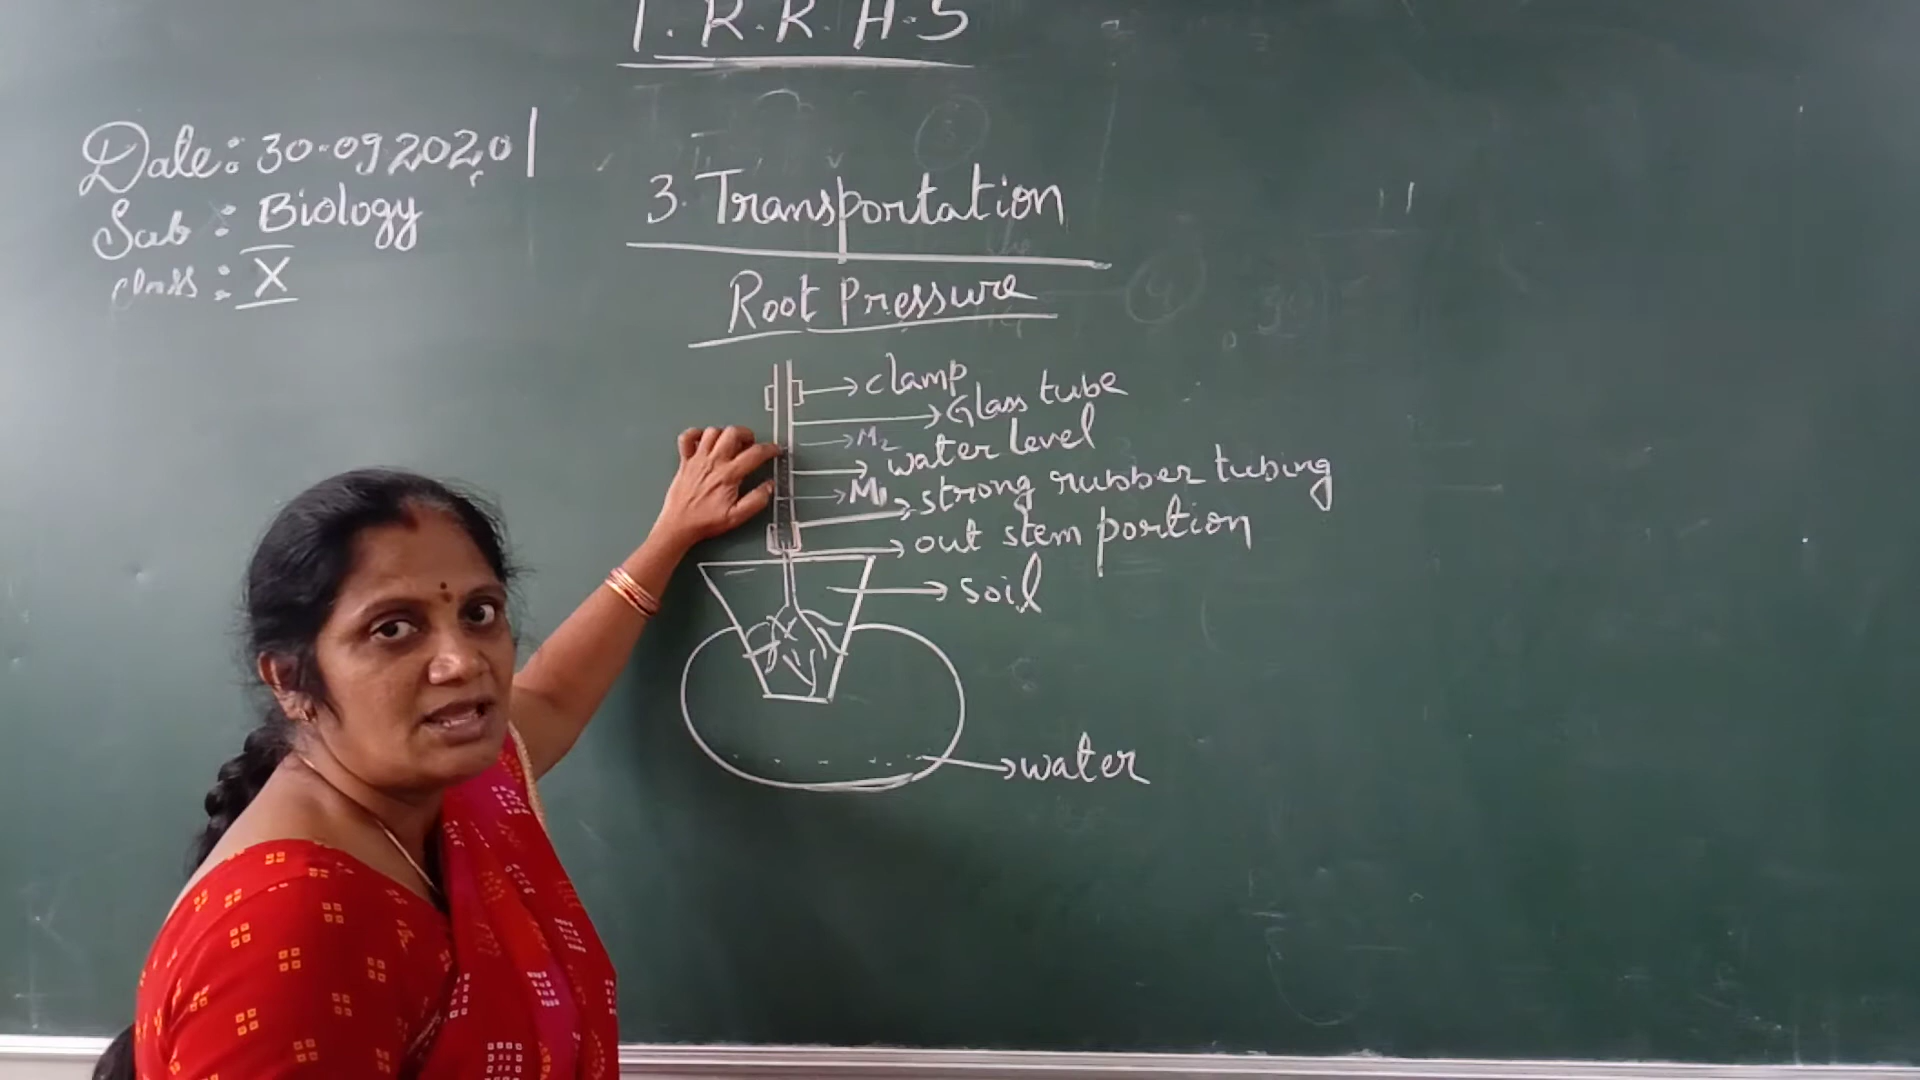 T.R.R.H.S
Date: 30-09 2020
Sub : Biology
class : X
3. Transportation
Root Pressure
clamp
Glass tube
M2
water level
M1
strong rubber tubing
out stem portion
soil
water